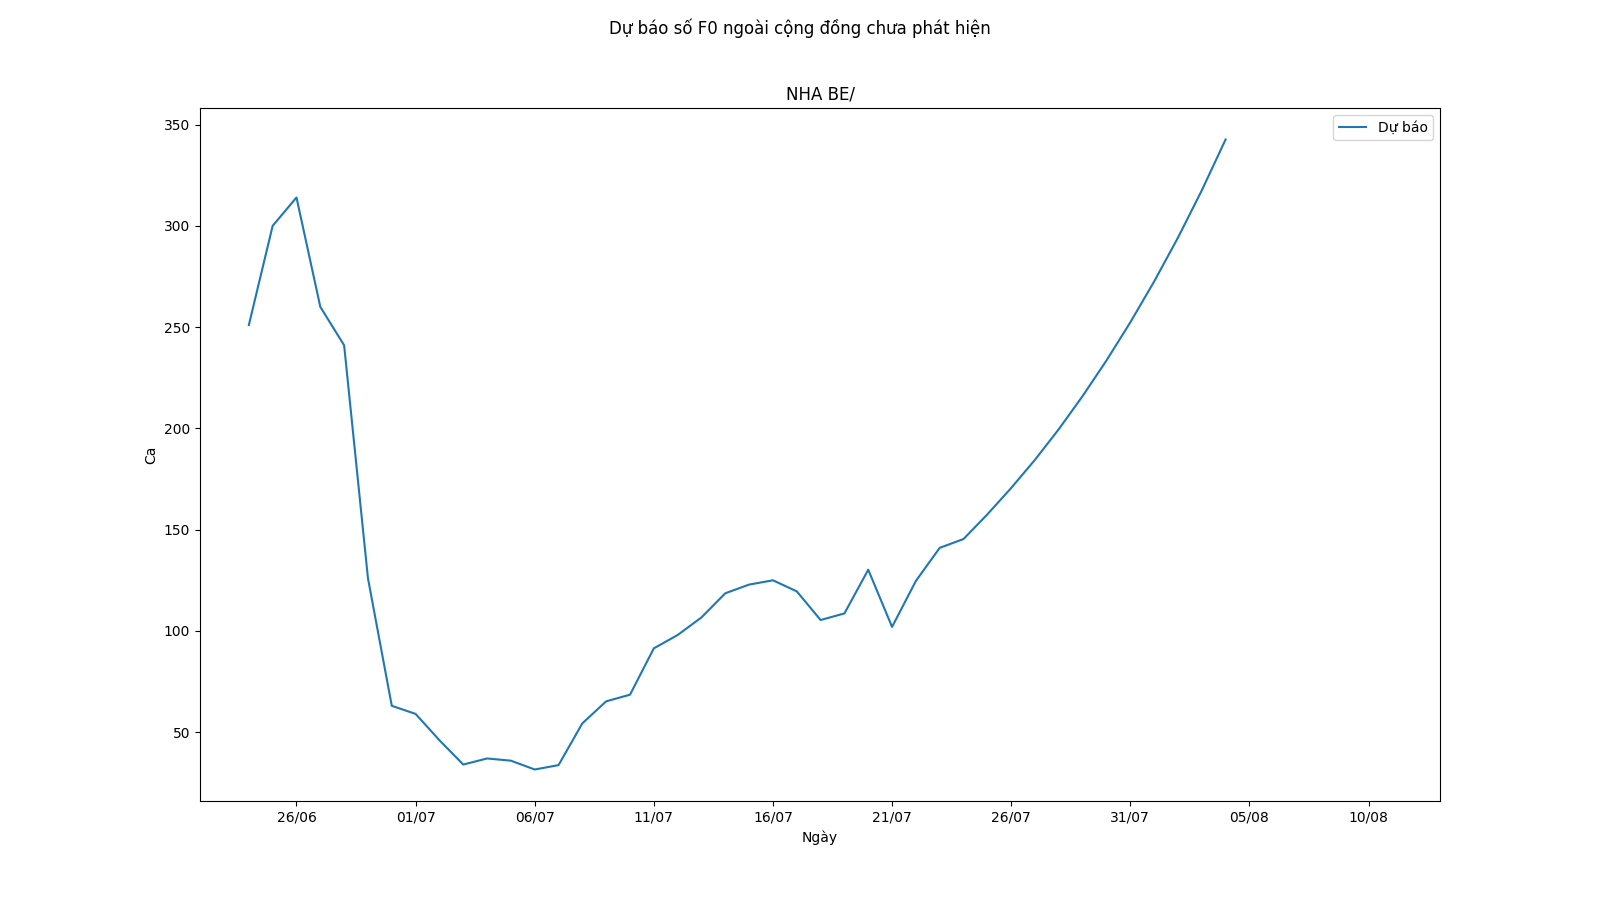 Dự báo số F0 ngoài cộng đồng chưa phát hiện
NHA BE/
Dự báo
350
300
250
200
150
100
50
Ca
26/06 01/07 06/07 11/07 16/07 21/07 26/07 31/07 05/08 10/08
Ngày